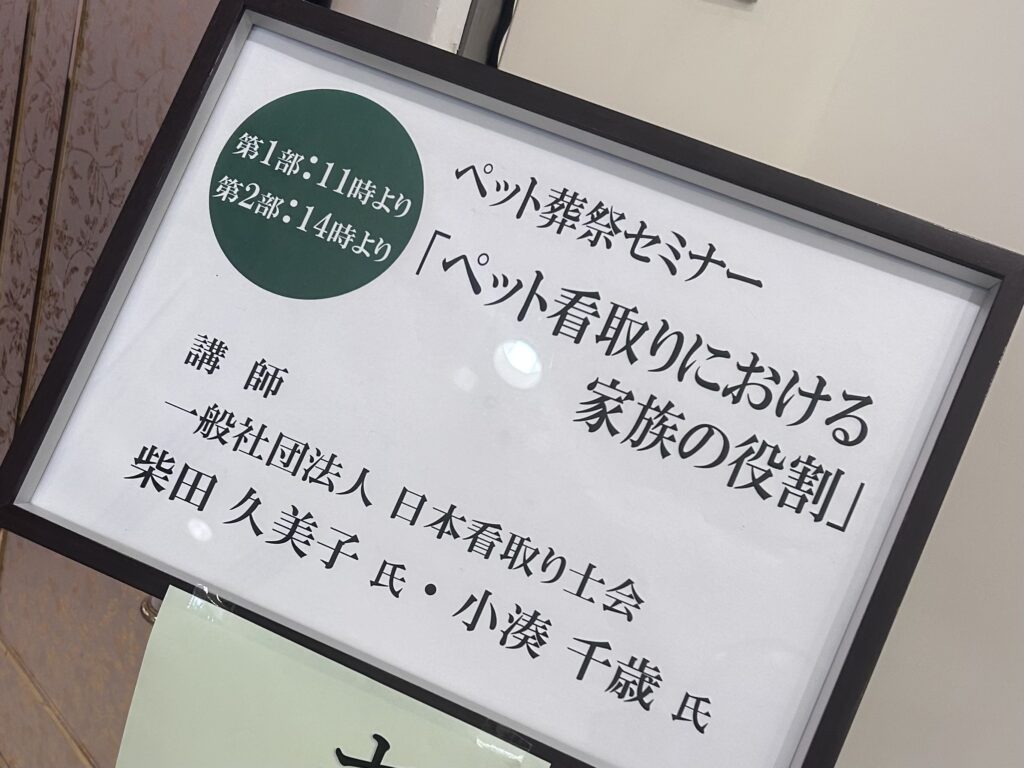 第1部：11時より
第2部：14時より
ペット葬祭セミナー
「ペット看取りにおける
家族の役割」
講 師
一般社団法人 日本看取り士会
柴田 久美子 氏・小湊 千歳 氏